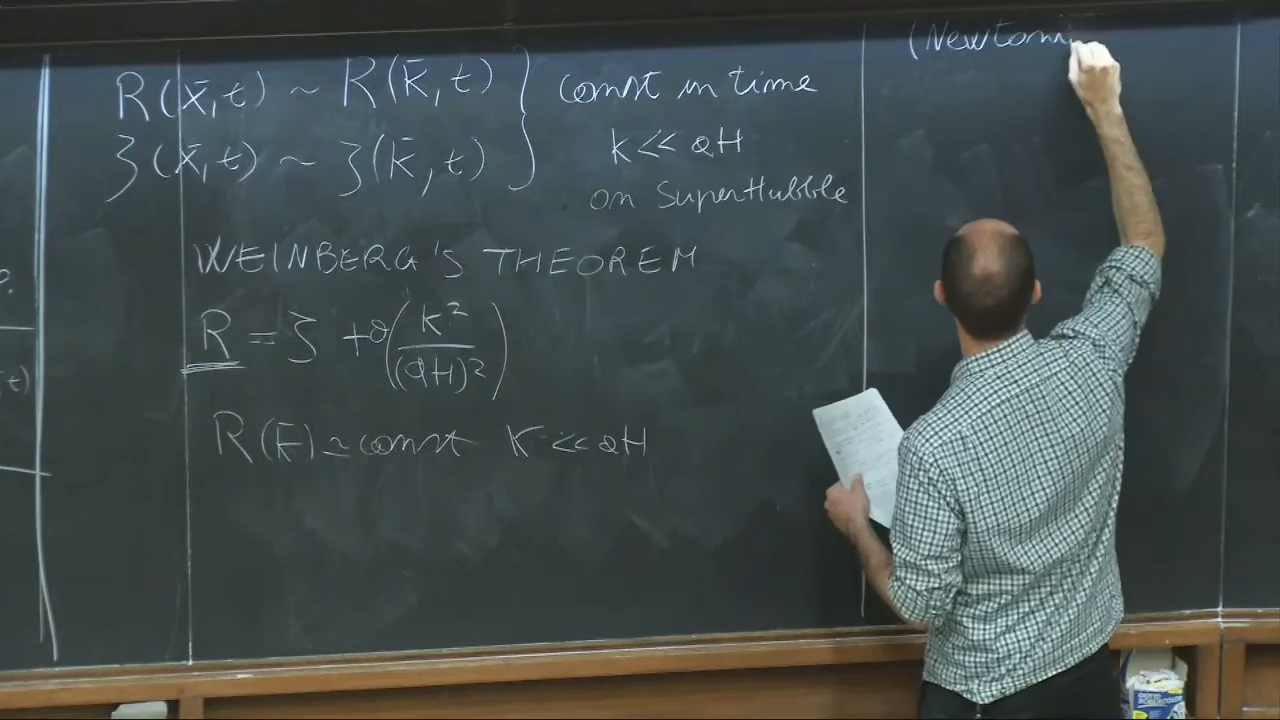 R(x̄,t) ~ R(k̄,t) } const in time
ζ(x̄,t) ~ ζ(k̄,t)
k << aH
on SuperHubble
WEINBERG'S THEOREM
R = ζ + O(k²/(aH)²)
R(k̄) ≃ const K << aH
(Newtoni